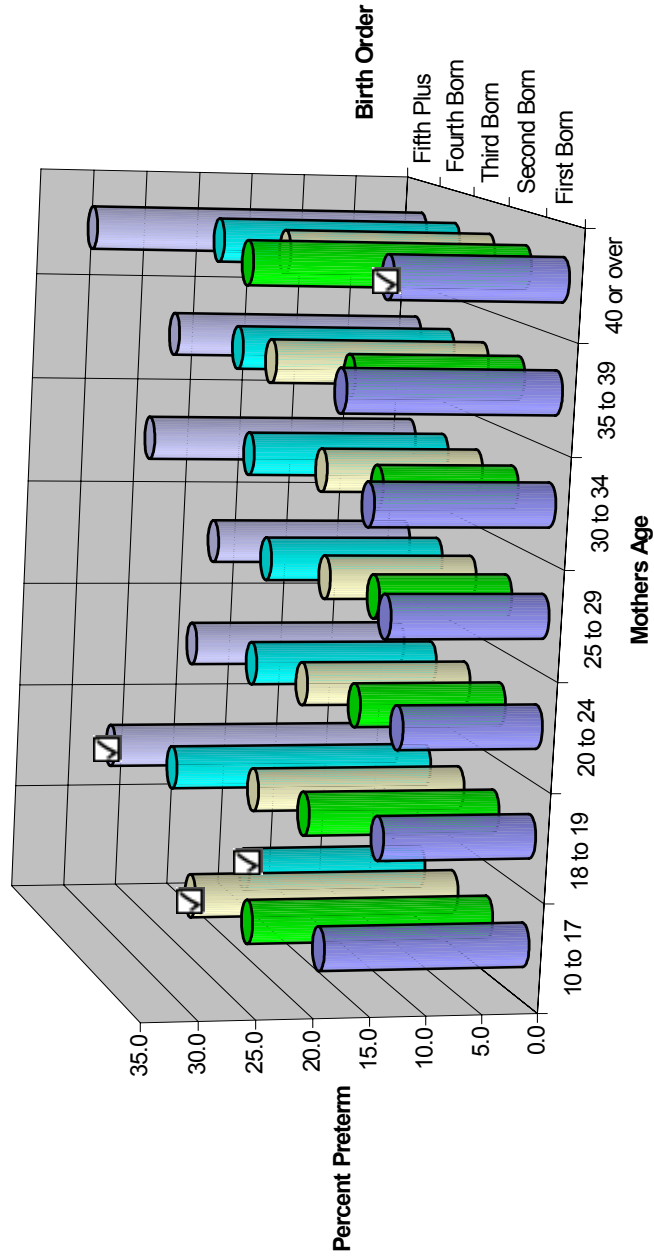 Percent Preterm
35.0
30.0
25.0
20.0
15.0
10.0
5.0
0.0
10 to 17
18 to 19
20 to 24
25 to 29
30 to 34
35 to 39
40 or over
Mothers Age
Birth Order
Fifth Plus
Fourth Born
Third Born
Second Born
First Born